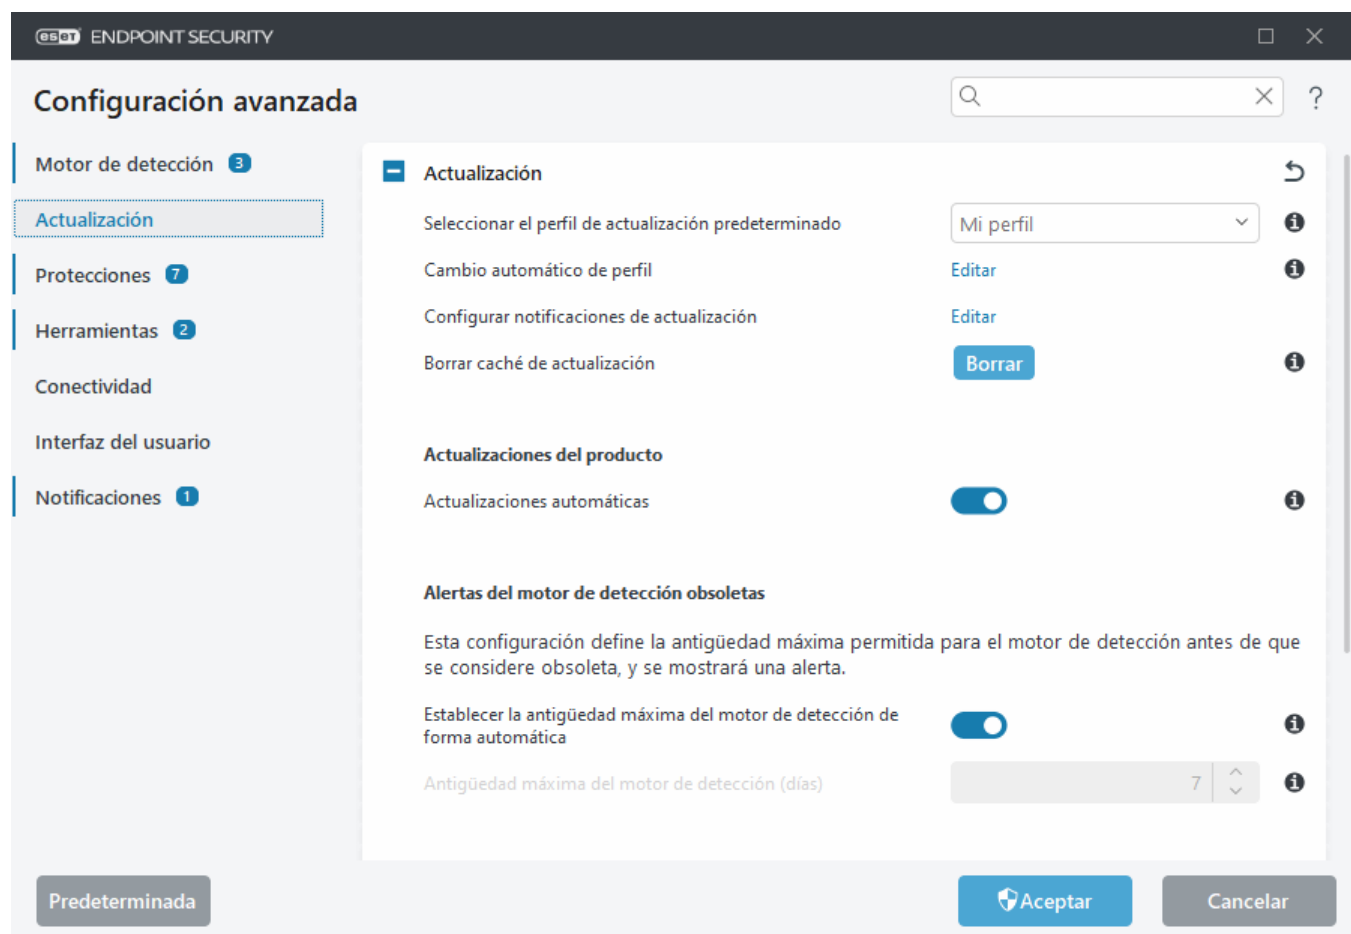 eset ENDPOINT SECURITY
Configuración avanzada
?
Motor de detección 3
Actualización
Protecciones 7
Herramientas 2
Conectividad
Interfaz del usuario
Notificaciones 1
Actualización
Seleccionar el perfil de actualización predeterminado
Mi perfil
Cambio automático de perfil
Editar
Configurar notificaciones de actualización
Editar
Borrar caché de actualización
Borrar
Actualizaciones del producto
Actualizaciones automáticas
Alertas del motor de detección obsoletas
Esta configuración define la antigüedad máxima permitida para el motor de detección antes de que
se considere obsoleta, y se mostrará una alerta.
Establecer la antigüedad máxima del motor de detección de
forma automática
Antigüedad máxima del motor de detección (días)
7
Predeterminada
Aceptar
Cancelar